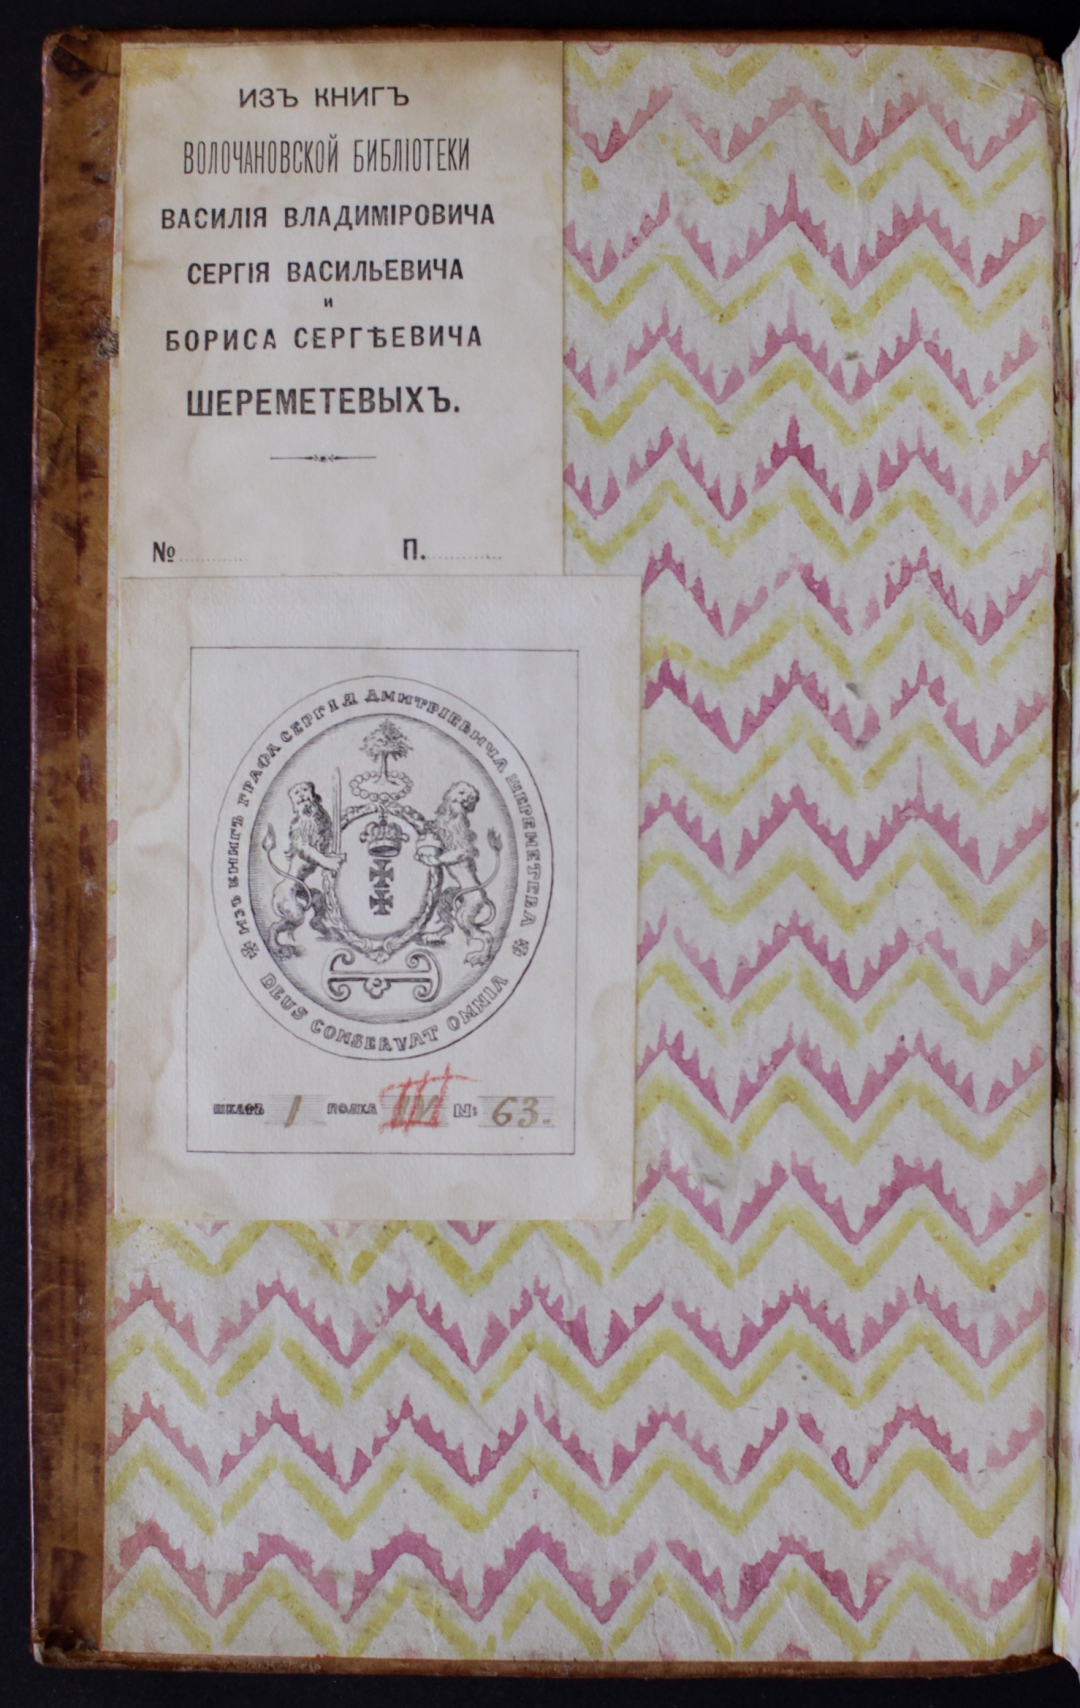 ИЗЪ КНИГЪ
ВОЛОЧАНОВСКОЙ БИБЛІОТЕКИ
ВАСИЛІЯ ВЛАДИМІРОВИЧА
СЕРГІЯ ВАСИЛЬЕВИЧА
и
БОРИСА СЕРГѢЕВИЧА
ШЕРЕМЕТЕВЫХЪ.
№ .......... П. ..........
* ИЗЪ КНИГЪ ГРАФА СЕРГІЯ ДМИТРІЕВИЧА ШЕРЕМЕТЕВА *
DEUS CONSERVAT OMNIA
ШКАФЪ 1 ПОЛКА III № 63.